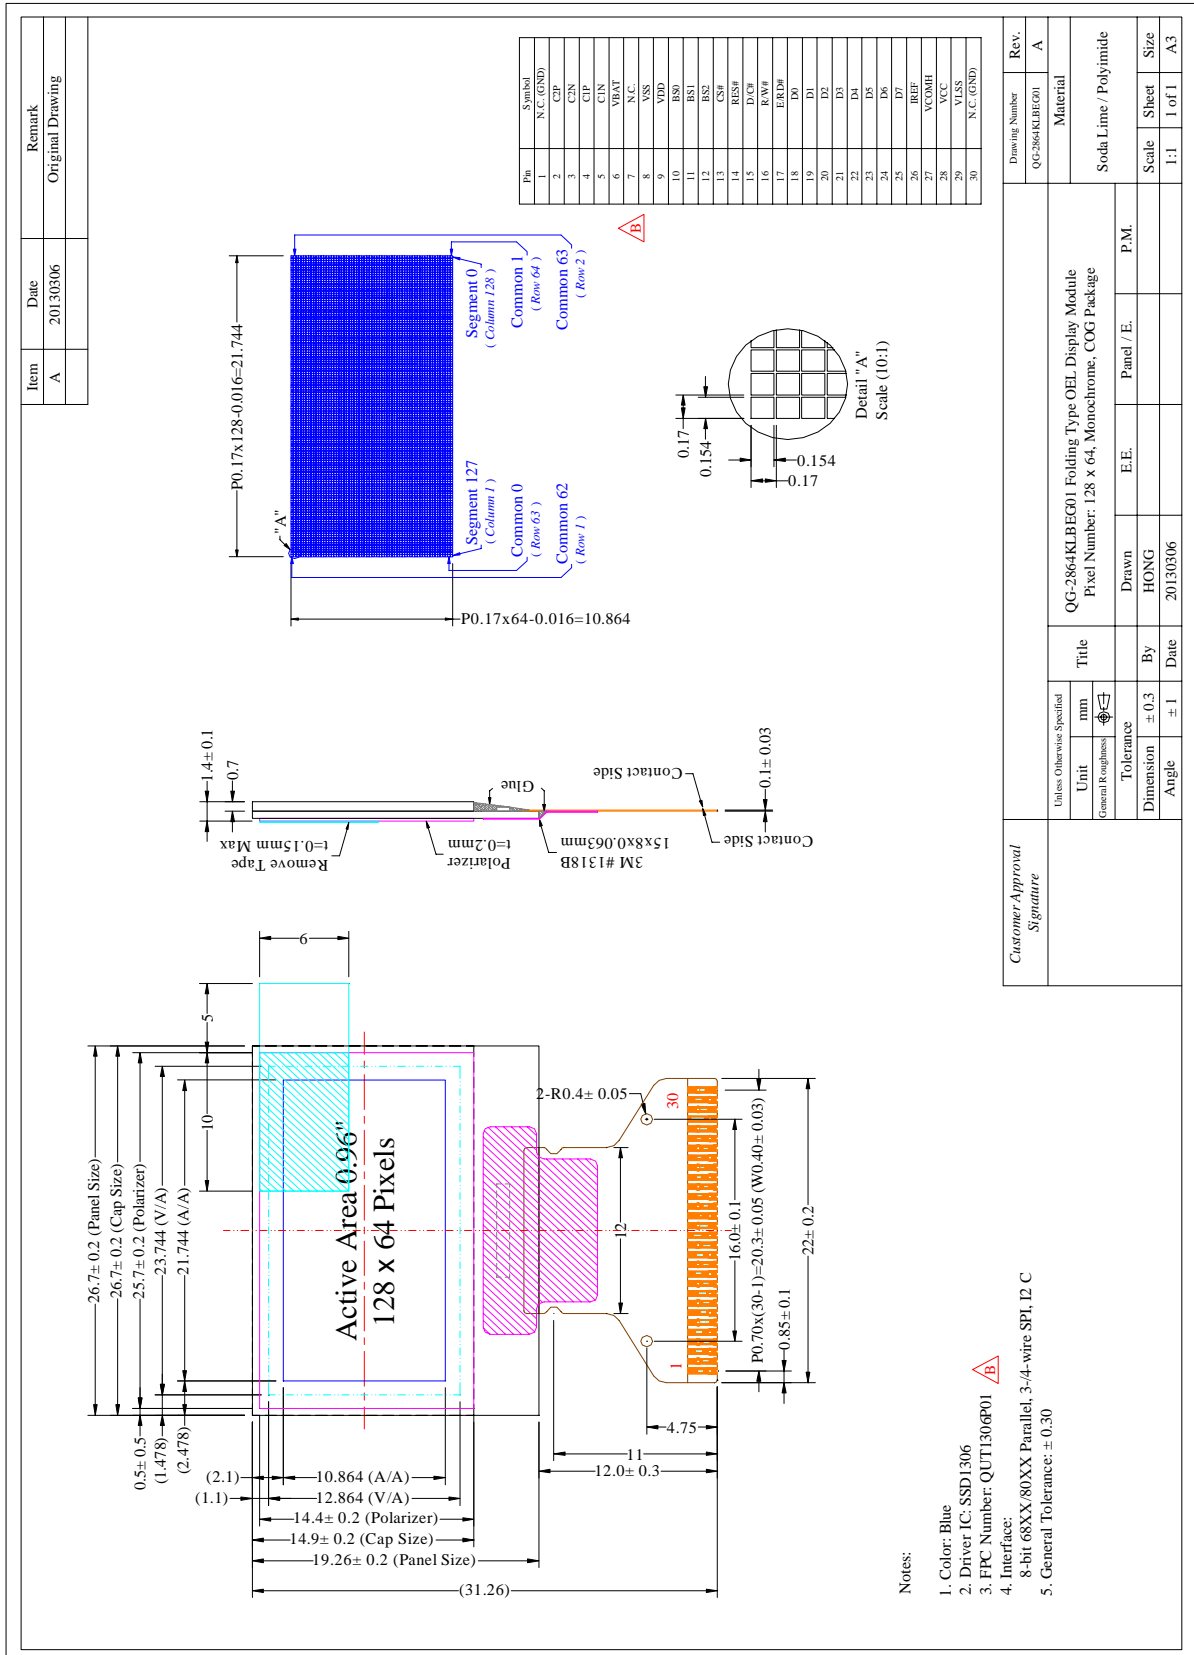 Item Date Remark
A 20130306 Original Drawing
26.7±0.2 (Panel Size)
26.7±0.2 (Cap Size)
25.7±0.2 (Polarizer)
23.744 (V/A)
21.744 (A/A)
0.5±0.5
(1.478)
(2.478)
10
5
6
(2.1)
(1.1)
10.864 (A/A)
12.864 (V/A)
14.4±0.2 (Polarizer)
14.9±0.2 (Cap Size)
19.26±0.2 (Panel Size)
(31.26)
Active Area 0.96"
128 x 64 Pixels
12
2-R0.4±0.05
1
30
16.0±0.1
P0.70x(30-1)=20.3±0.05 (W0.40±0.03)
0.85±0.1
22±0.2
4.75
11
12.0±0.3
1.4±0.1
0.7
Remove Tape
t=0.15mm Max
Polarizer
t=0.2mm
3M #1318B
15x8x0.063mm
Glue
Contact Side
Contact Side
0.1±0.03
P0.17x128-0.016=21.744
"A"
P0.17x64-0.016=10.864
Segment 127
( Column 1 )
Common 0
( Row 63 )
Common 62
( Row 1 )
Segment 0
( Column 128 )
Common 1
( Row 64 )
Common 63
( Row 2 )
0.17
0.154
0.154
0.17
Detail "A"
Scale (10:1)
B
Pin Symbol
1 N.C. (GND)
2 C2P
3 C2N
4 C1P
5 C1N
6 VBAT
7 N.C.
8 VSS
9 VDD
10 BS0
11 BS1
12 BS2
13 CS#
14 RES#
15 D/C#
16 R/W#
17 E/RD#
18 D0
19 D1
20 D2
21 D3
22 D4
23 D5
24 D6
25 D7
26 IREF
27 VCOMH
28 VCC
29 VLSS
30 N.C. (GND)
Notes:
1. Color: Blue
2. Driver IC: SSD1306
3. FPC Number: QUT1306P01 B
4. Interface:
8-bit 68XX/80XX Parallel, 3-/4-wire SPI, I2C
5. General Tolerance: ±0.30
Customer Approval
Signature
Unless Otherwise Specified
Unit mm
General Roughness
Tolerance
Dimension ±0.3
Angle ±1
Title
QG-2864KLBEG01 Folding Type OEL Display Module
Pixel Number: 128 x 64, Monochrome, COG Package
Drawn E.E. Panel / E. P.M.
By HONG
Date 20130306
Drawing Number Rev.
QG-2864KLBEG01 A
Material
Soda Lime / Polyimide
Scale Sheet Size
1:1 1 of 1 A3